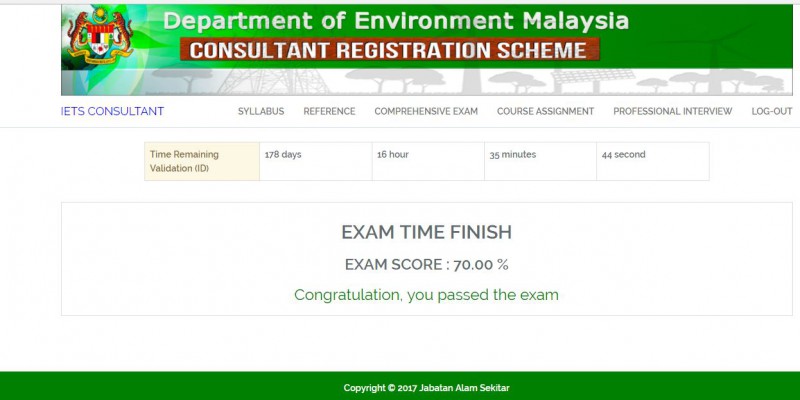 Department of Environment Malaysia
CONSULTANT REGISTRATION SCHEME
IETS CONSULTANT SYLLABUS REFERENCE COMPREHENSIVE EXAM COURSE ASSIGNMENT PROFESSIONAL INTERVIEW LOG-OUT
Time Remaining 178 days 16 hour 35 minutes 44 second
Validation (ID)
EXAM TIME FINISH
EXAM SCORE : 70.00 %
Congratulation, you passed the exam
Copyright © 2017 Jabatan Alam Sekitar